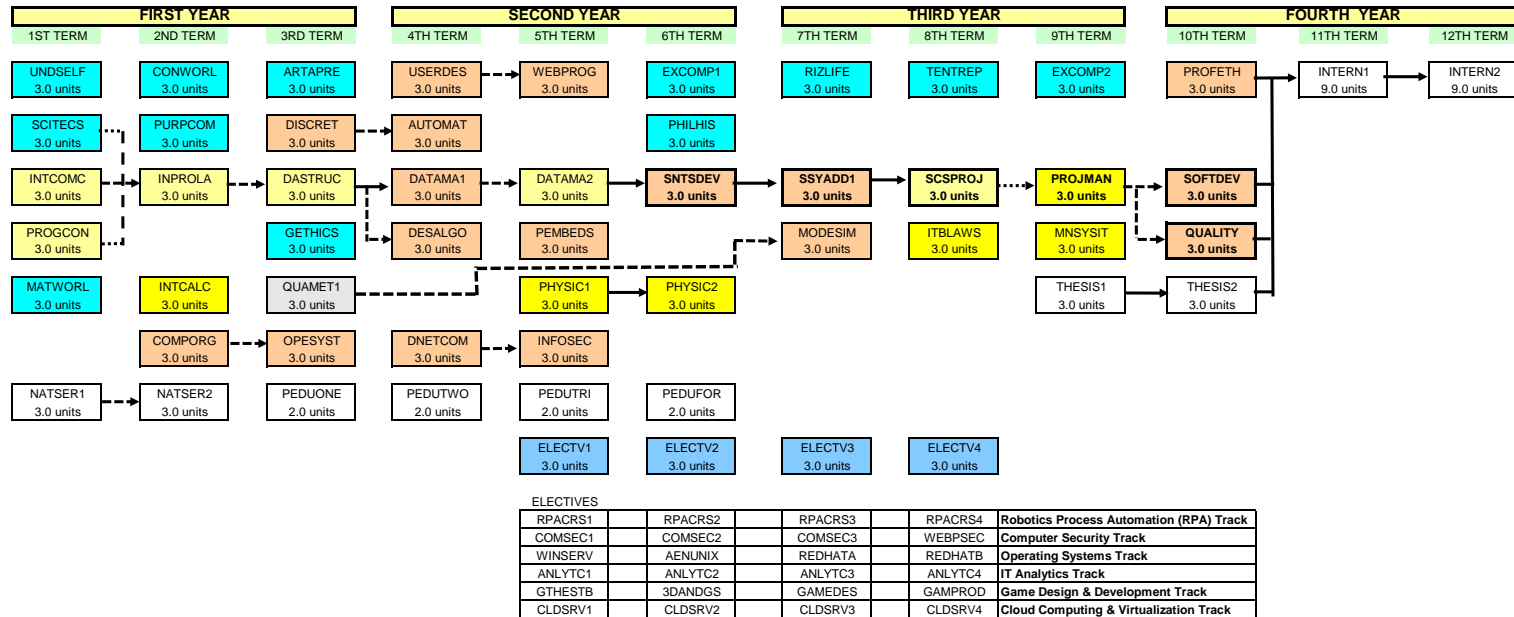 FIRST YEAR SECOND YEAR THIRD YEAR FOURTH YEAR
1ST TERM 2ND TERM 3RD TERM 4TH TERM 5TH TERM 6TH TERM 7TH TERM 8TH TERM 9TH TERM 10TH TERM 11TH TERM 12TH TERM
UNDSELF CONWORL ARTAPRE USERDES WEBPROG EXCOMP1 RIZLIFE TENTREP EXCOMP2 PROFETH INTERN1 INTERN2
3.0 units 3.0 units 3.0 units 3.0 units 3.0 units 3.0 units 3.0 units 3.0 units 3.0 units 3.0 units 9.0 units 9.0 units
SCITECS PURPCOM DISCRET AUTOMAT PHILHIS
3.0 units 3.0 units 3.0 units 3.0 units 3.0 units
INTCOMC INPROLA DASTRUC DATAMA1 DATAMA2 SNTSDEV SSYADD1 SCSPROJ PROJMAN SOFTDEV
3.0 units 3.0 units 3.0 units 3.0 units 3.0 units 3.0 units 3.0 units 3.0 units 3.0 units 3.0 units
PROGCON GETHICS DESALGO PEMBEDS MODESIM ITBLAWS MNSYSIT QUALITY
3.0 units 3.0 units 3.0 units 3.0 units 3.0 units 3.0 units 3.0 units 3.0 units
MATWORL INTCALC QUAMET1 PHYSIC1 PHYSIC2 THESIS1 THESIS2
3.0 units 3.0 units 3.0 units 3.0 units 3.0 units 3.0 units 3.0 units
COMPORG OPESYST DNETCOM INFOSEC
3.0 units 3.0 units 3.0 units 3.0 units
NATSER1 NATSER2 PEDUONE PEDUTWO PEDUTRI PEDUFOR
3.0 units 3.0 units 2.0 units 2.0 units 2.0 units 2.0 units
ELECTV1 ELECTV2 ELECTV3 ELECTV4
3.0 units 3.0 units 3.0 units 3.0 units
ELECTIVES
RPACRS1 RPACRS2 RPACRS3 RPACRS4 Robotics Process Automation (RPA) Track
COMSEC1 COMSEC2 COMSEC3 WEBPSEC Computer Security Track
WINSERV AENUNIX REDHATA REDHATB Operating Systems Track
ANLYTC1 ANLYTC2 ANLYTC3 ANLYTC4 IT Analytics Track
GTHESTB 3DANDGS GAMEDES GAMPROD Game Design & Development Track
CLDSRV1 CLDSRV2 CLDSRV3 CLDSRV4 Cloud Computing & Virtualization Track